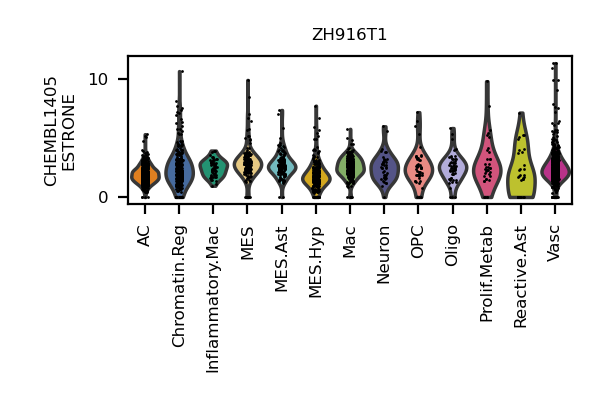 ZH916T1
CHEMBL1405
ESTRONE
10
0
AC
Chromatin.Reg
Inflammatory.Mac
MES
MES.Ast
MES.Hyp
Mac
Neuron
OPC
Oligo
Prolif.Metab
Reactive.Ast
Vasc